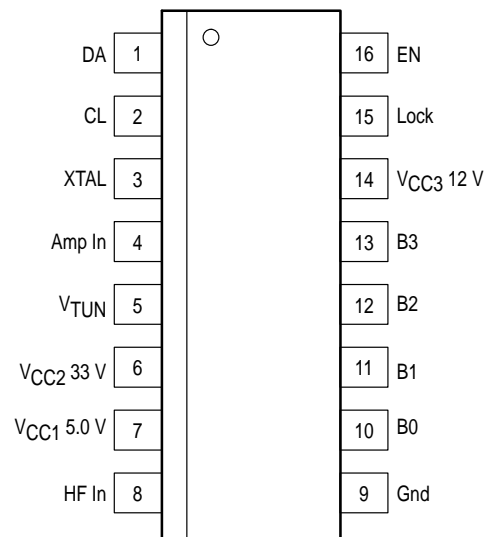 DA 1 16 EN
CL 2 15 Lock
XTAL 3 14 VCC3 12 V
Amp In 4 13 B3
VTUN 5 12 B2
VCC2 33 V 6 11 B1
VCC1 5.0 V 7 10 B0
HF In 8 9 Gnd